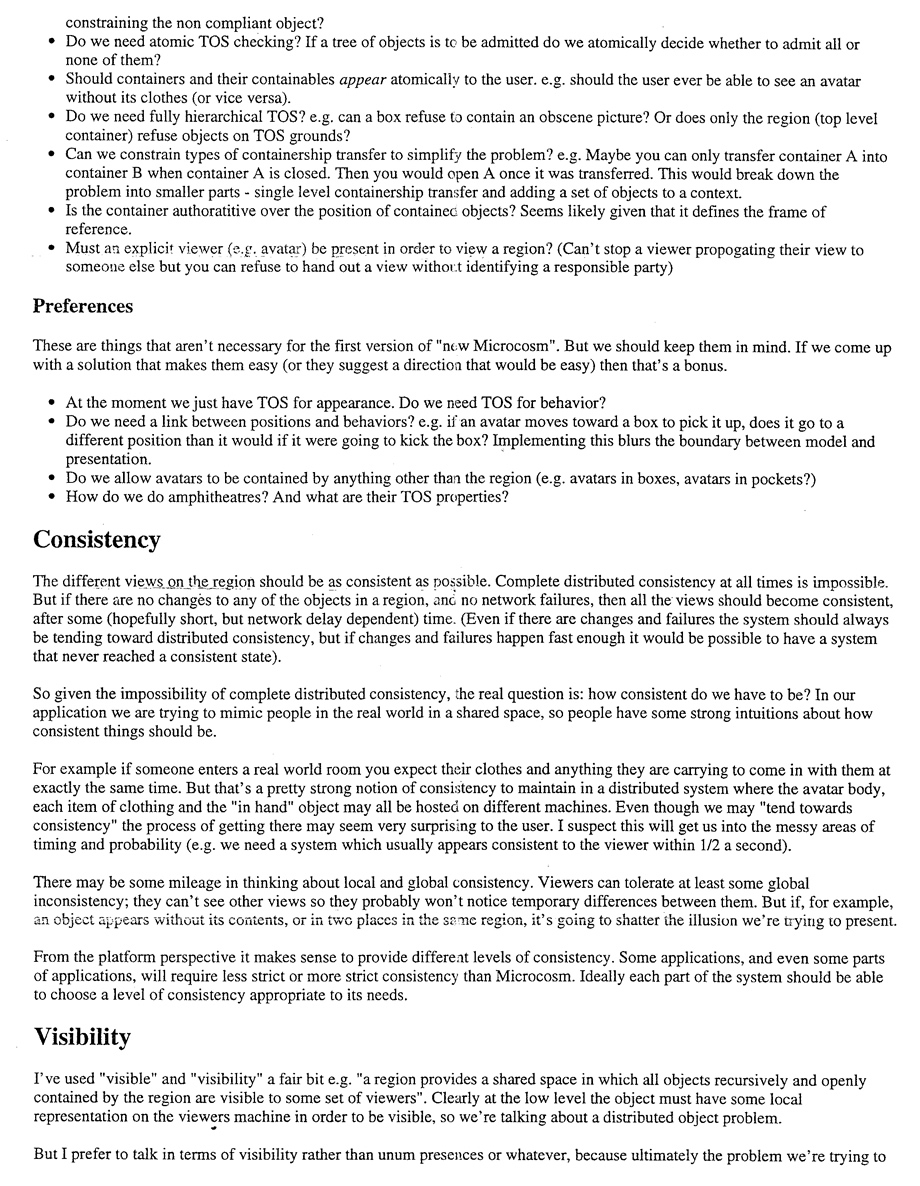 constraining the non compliant object?
• Do we need atomic TOS checking? If a tree of objects is to be admitted do we atomically decide whether to admit all or
none of them?
• Should containers and their containables appear atomically to the user. e.g. should the user ever be able to see an avatar
without its clothes (or vice versa).
• Do we need fully hierarchical TOS? e.g. can a box refuse to contain an obscene picture? Or does only the region (top level
container) refuse objects on TOS grounds?
• Can we constrain types of containership transfer to simplify the problem? e.g. Maybe you can only transfer container A into
container B when container A is closed. Then you would open A once it was transferred. This would break down the
problem into smaller parts - single level containership transfer and adding a set of objects to a context.
• Is the container authoratitive over the position of contained objects? Seems likely given that it defines the frame of
reference.
• Must an explicit viewer (e.g. avatar) be present in order to view a region? (Can't stop a viewer propogating their view to
someone else but you can refuse to hand out a view without identifying a responsible party)
Preferences
These are things that aren't necessary for the first version of "new Microcosm". But we should keep them in mind. If we come up
with a solution that makes them easy (or they suggest a direction that would be easy) then that's a bonus.
• At the moment we just have TOS for appearance. Do we need TOS for behavior?
• Do we need a link between positions and behaviors? e.g. if an avatar moves toward a box to pick it up, does it go to a
different position than it would if it were going to kick the box? Implementing this blurs the boundary between model and
presentation.
• Do we allow avatars to be contained by anything other than the region (e.g. avatars in boxes, avatars in pockets?)
• How do we do amphitheatres? And what are their TOS properties?
Consistency
The different views on the region should be as consistent as possible. Complete distributed consistency at all times is impossible.
But if there are no changes to any of the objects in a region, and no network failures, then all the views should become consistent,
after some (hopefully short, but network delay dependent) time. (Even if there are changes and failures the system should always
be tending toward distributed consistency, but if changes and failures happen fast enough it would be possible to have a system
that never reached a consistent state).
So given the impossibility of complete distributed consistency, the real question is: how consistent do we have to be? In our
application we are trying to mimic people in the real world in a shared space, so people have some strong intuitions about how
consistent things should be.
For example if someone enters a real world room you expect their clothes and anything they are carrying to come in with them at
exactly the same time. But that's a pretty strong notion of consistency to maintain in a distributed system where the avatar body,
each item of clothing and the "in hand" object may all be hosted on different machines. Even though we may "tend towards
consistency" the process of getting there may seem very surprising to the user. I suspect this will get us into the messy areas of
timing and probability (e.g. we need a system which usually appears consistent to the viewer within 1/2 a second).
There may be some mileage in thinking about local and global consistency. Viewers can tolerate at least some global
inconsistency; they can't see other views so they probably won't notice temporary differences between them. But if, for example,
an object appears without its contents, or in two places in the same region, it's going to shatter the illusion we're trying to present.
From the platform perspective it makes sense to provide different levels of consistency. Some applications, and even some parts
of applications, will require less strict or more strict consistency than Microcosm. Ideally each part of the system should be able
to choose a level of consistency appropriate to its needs.
Visibility
I've used "visible" and "visibility" a fair bit e.g. "a region provides a shared space in which all objects recursively and openly
contained by the region are visible to some set of viewers". Clearly at the low level the object must have some local
representation on the viewers machine in order to be visible, so we're talking about a distributed object problem.
But I prefer to talk in terms of visibility rather than unum presences or whatever, because ultimately the problem we're trying to